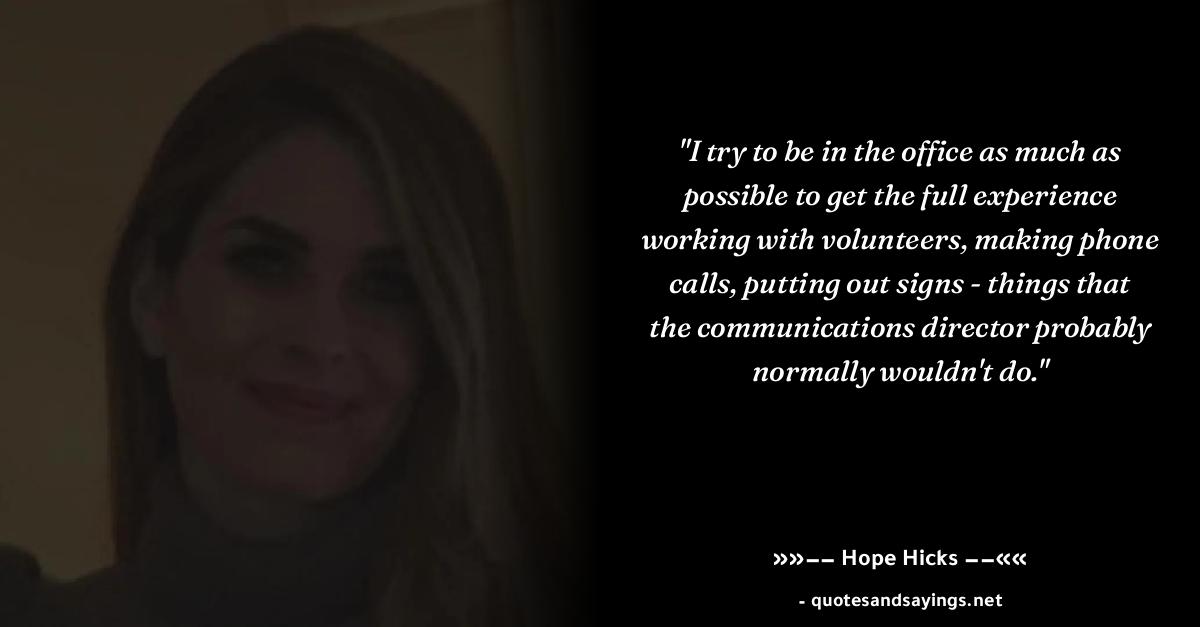 "I try to be in the office as much as
possible to get the full experience
working with volunteers, making phone
calls, putting out signs - things that
the communications director probably
normally wouldn't do."
»»–– Hope Hicks ––««
- quotesandsayings.net